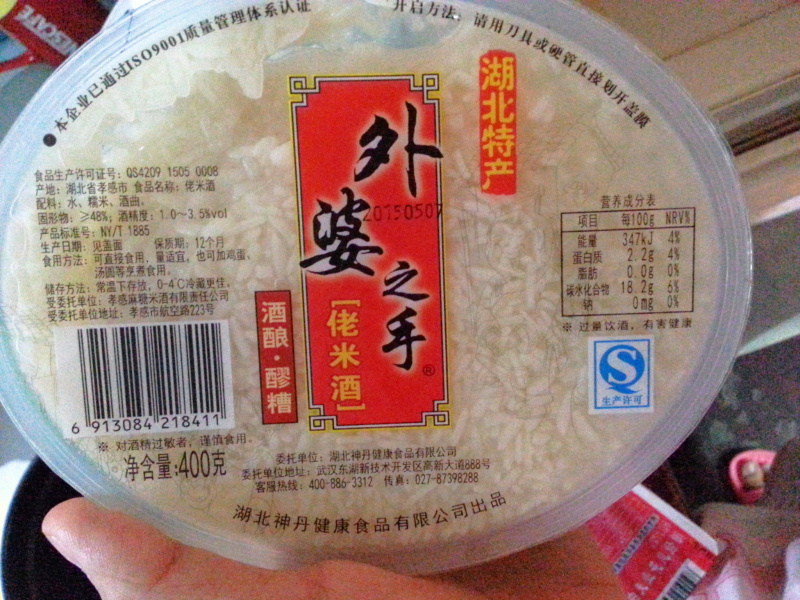 NESCAFÉ
本企业已通过ISO9001质量管理体系认证
开启方法：请用刀具或硬管直接划开盖膜
湖北特产
外婆之手®
20150507
[佬米酒]
酒酿·醪糟
食品生产许可证号：QS4209 1505 0008
产地：湖北省孝感市 食品名称：佬米酒
配料：水、糯米、酒曲。
固形物：≥48%；酒精度：1.0~3.5%vol
产品标准号：NY/T 1885
生产日期：见盖面 保质期：12个月
食用方法：可直接食用，量适宜，也可加鸡蛋、
汤圆等烹煮食用。
储存方法：常温下存放，0-4℃冷藏更佳。
受委托单位：孝感麻糖米酒有限责任公司
受委托单位地址：孝感市航空路223号
6 913084 218411
※ 对酒精过敏者，谨慎食用。
净含量:400克
营养成分表
项目 每100g NRV%
能量 347kJ 4%
蛋白质 2.2g 4%
脂肪 0.0g 0%
碳水化合物 18.2g 6%
钠 0mg 0%
※ 过量饮酒，有害健康
生产许可
委托单位：湖北神丹健康食品有限公司
委托单位地址：武汉东湖新技术开发区高新大道888号
客服热线：400-886-3312 传真：027-87398288
湖北神丹健康食品有限公司出品